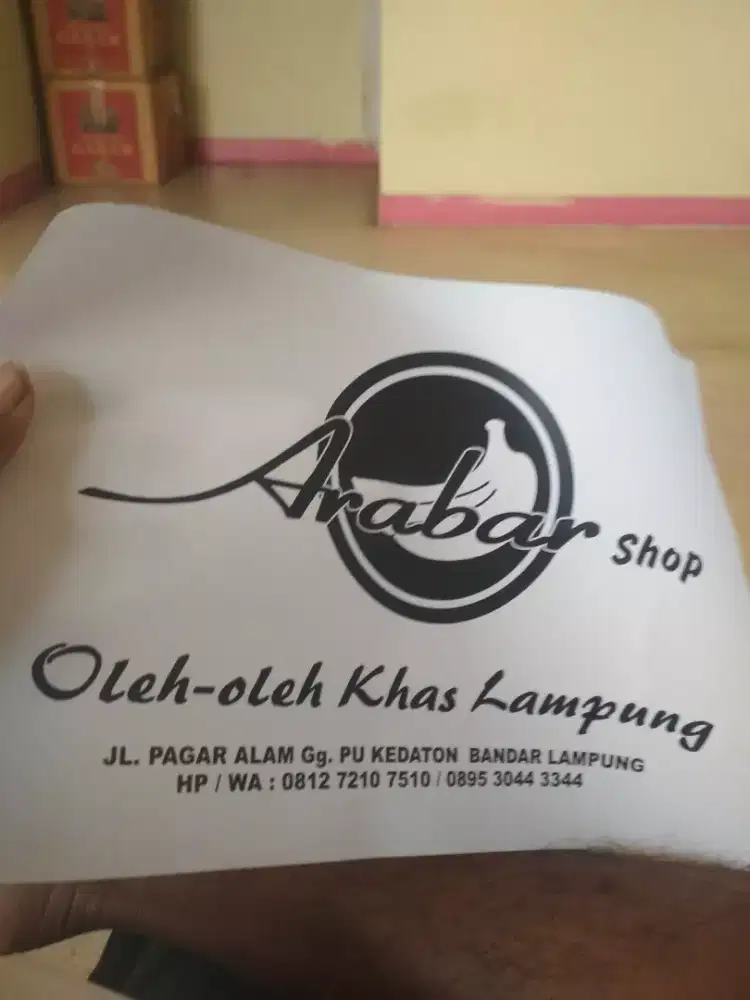 Arabar Shop
Oleh-oleh Khas Lampung
JL. PAGAR ALAM Gg. PU KEDATON BANDAR LAMPUNG
HP / WA : 0812 7210 7510 / 0895 3044 3344